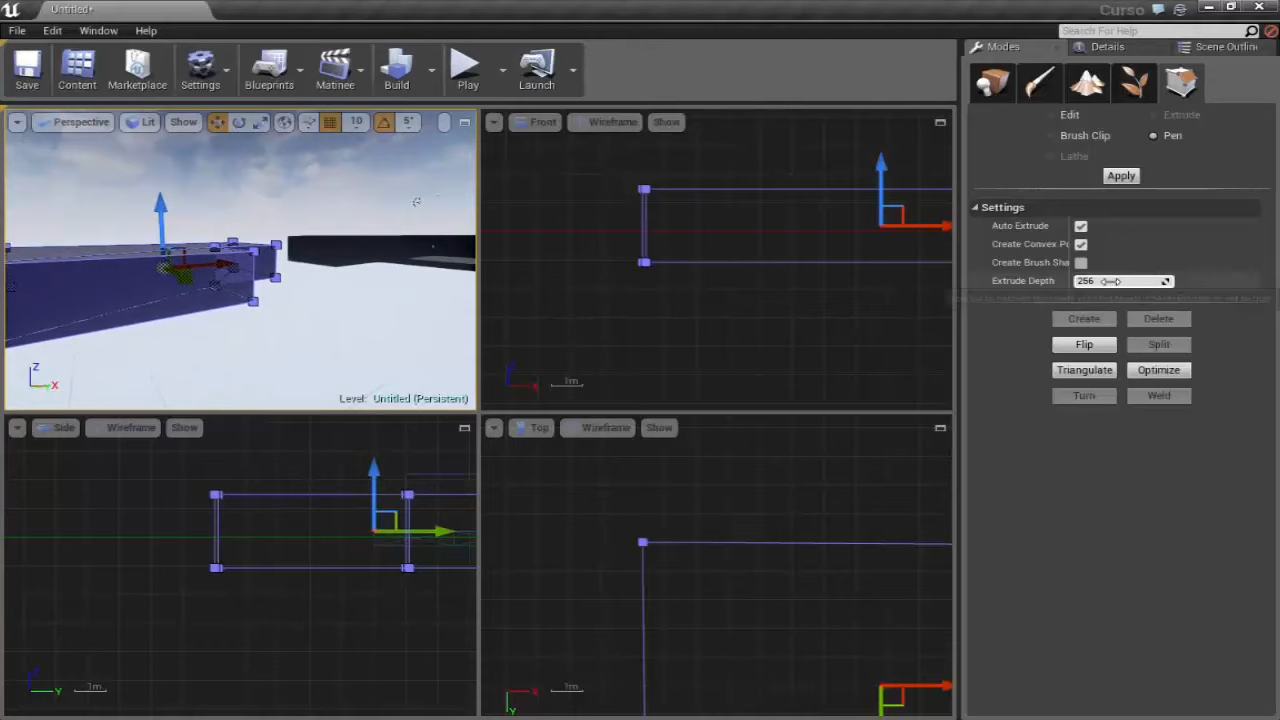 Untitled*
Curso
File Edit Window Help
Search For Help
Save Content Marketplace Settings Blueprints Matinee Build Play Launch
Modes Details Scene Outline
Perspective Lit Show 10 5°
Front Wireframe Show
Edit Extrude
Brush Clip Pen
Lathe
Apply
Settings
Auto Extrude
Create Convex Po
Create Brush Sha
Extrude Depth 256
Create Delete
Flip Split
Triangulate Optimize
Turn Weld
Z
X
Level: Untitled (Persistent)
1m
Side Wireframe Show
Top Wireframe Show
Y
1m
1m
Y